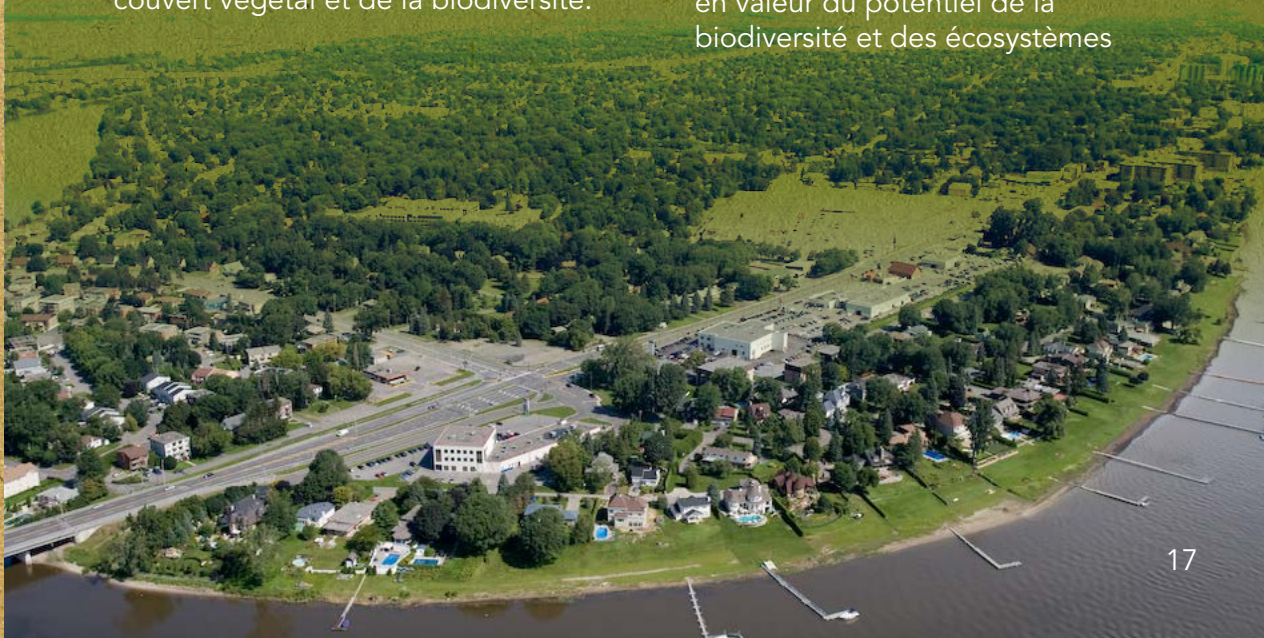 couvert végétal et de la biodiversité.
en valeur du potentiel de la
biodiversité et des écosystèmes
17